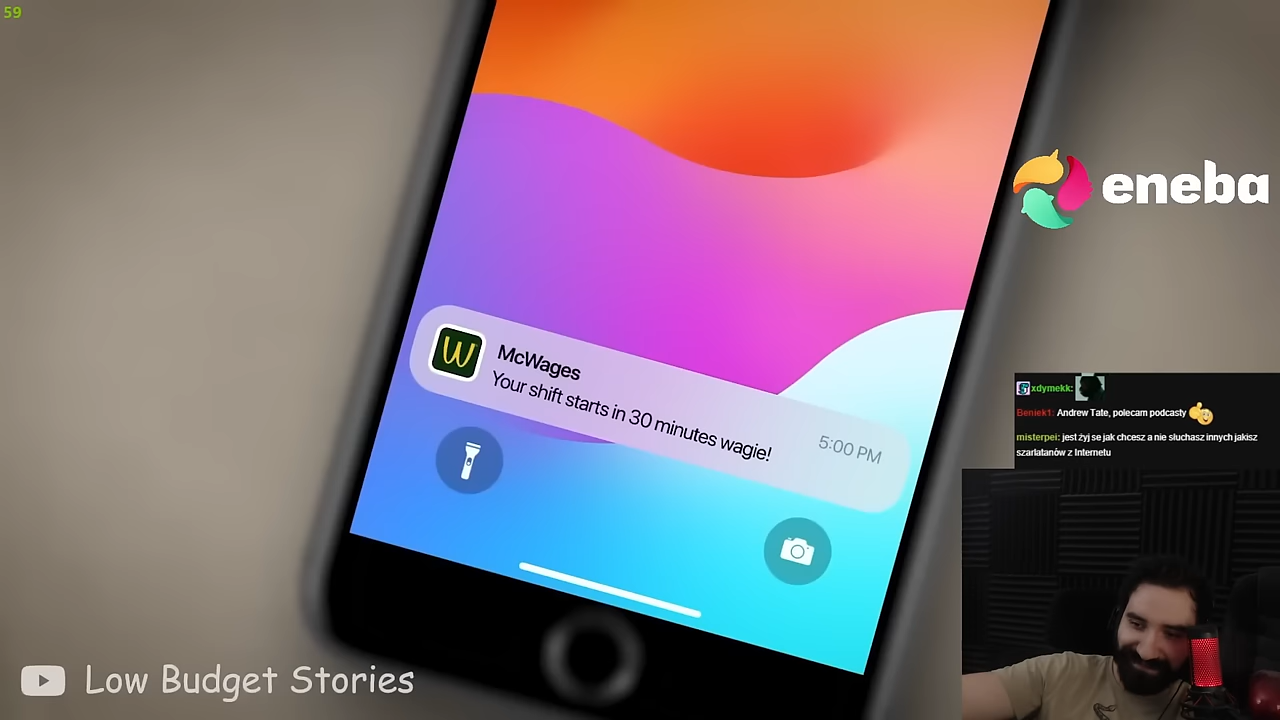 59
eneba
W
McWages
Your shift starts in 30 minutes wagie!
5:00 PM
xdymekk:
Beniek1: Andrew Tate, polecam podcasty
misterpei: jest żyj se jak chcesz a nie słuchasz innych jakisz
szarlatanów z Internetu
Low Budget Stories